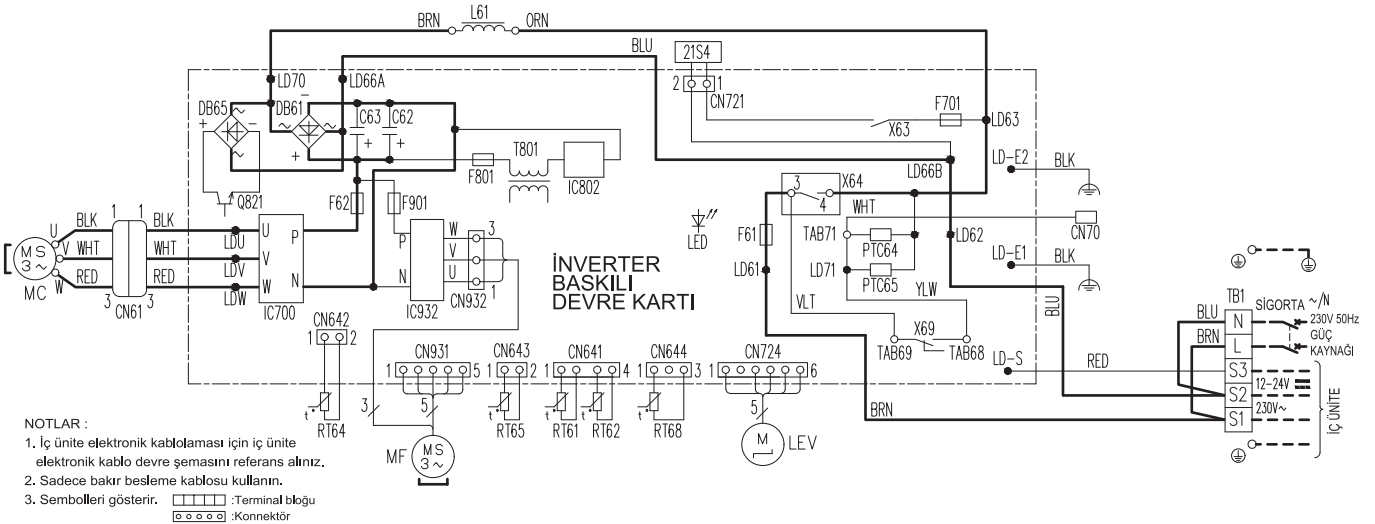 BRN L61 ORN
BLU
21S4
2 1
CN721
LD70 LD66A
DB65 DB61
C63 C62
F701
X63 LD63
LD-E2 BLK
LD66B
T801
F801
IC802
Q821
F62 F901
X64
3
4
WHT
LED
F61
TAB71
PTC64
LD62
CN70
LD61 LD71
PTC65
LD-E1 BLK
U BLK 1 1 BLK
V WHT WHT
W RED RED
3 3
MS
3~
MC
CN61
LDU
LDV
LDW
U P
V
W N
IC700
P
N
IC932
W 3
V
U 1
CN932
İNVERTER
BASKILI
DEVRE KARTI
VLT YLW
X69
TAB69 TAB68
BLU
LD-S RED
BRN
TB1
BLU N
BRN L
S3
S2
S1
SİGORTA ~/N
230V 50Hz
GÜÇ
KAYNAĞI
12-24V
230V~
İÇ ÜNİTE
CN642
1 2
CN931
1 5
CN643
1 2
CN641
1 4
CN644
1 3
CN724
1 6
t° RT64
3
5
MF
MS
3~
t° RT65
t° RT61
t° RT62
t° RT68
5
M
LEV
NOTLAR :
1. İç ünite elektronik kablolaması için iç ünite
elektronik kablo devre şemasını referans alınız.
2. Sadece bakır besleme kablosu kullanın.
3. Sembolleri gösterir. :Terminal bloğu
:Konnektör